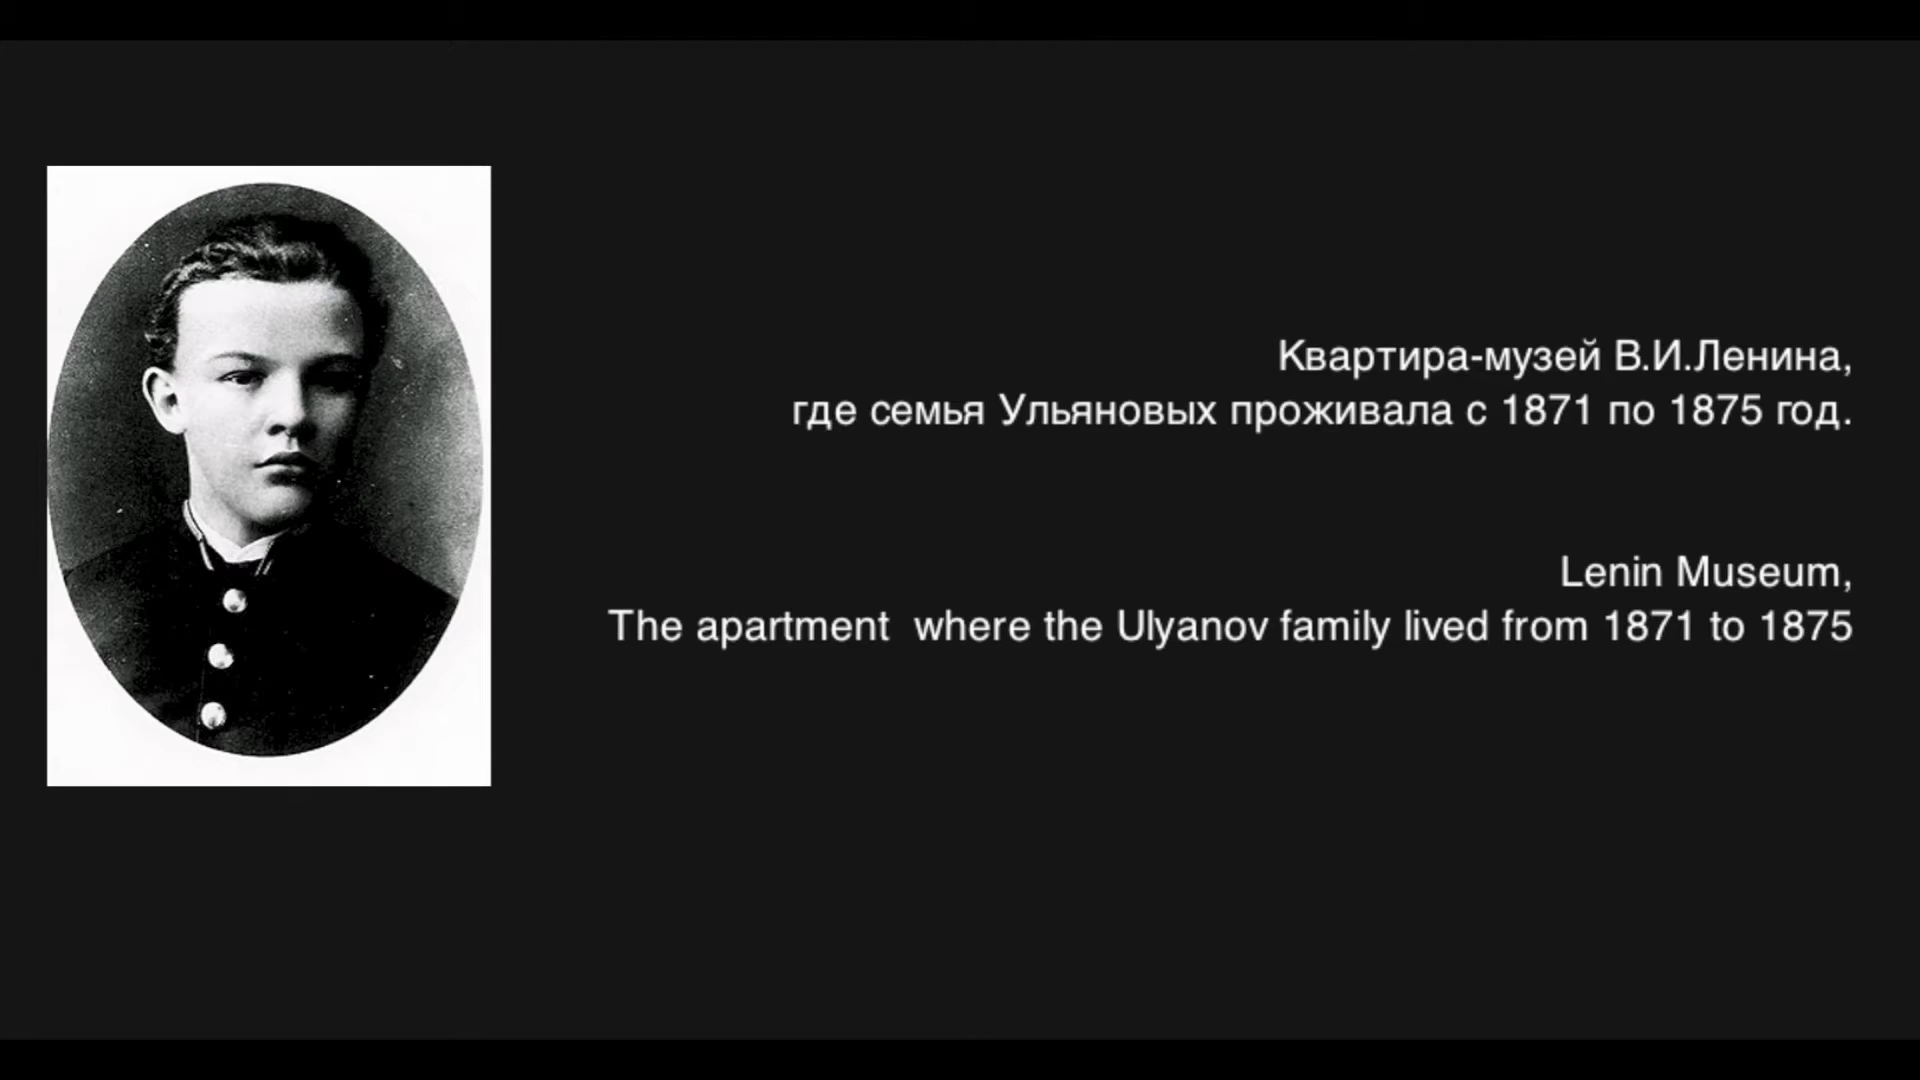 Квартира-музей В.И.Ленина,
где семья Ульяновых проживала с 1871 по 1875 год.
Lenin Museum,
The apartment  where the Ulyanov family lived from 1871 to 1875